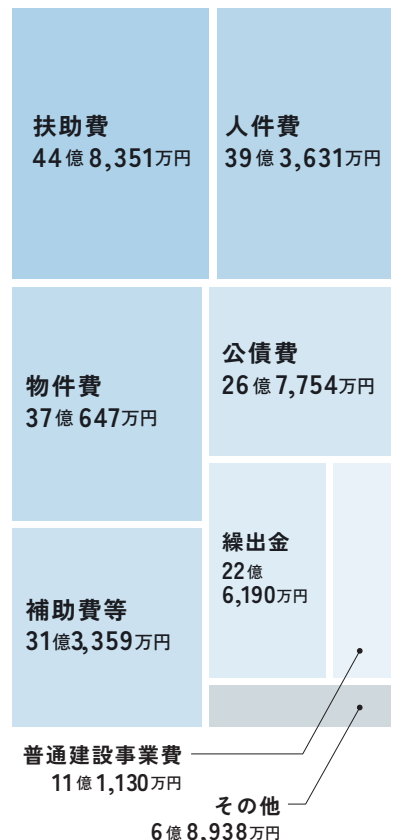 扶助費
44億8,351万円
人件費
39億3,631万円
物件費
37億647万円
公債費
26億7,754万円
繰出金
22億
6,190万円
補助費等
31億3,359万円
普通建設事業費
11億1,130万円
その他
6億8,938万円